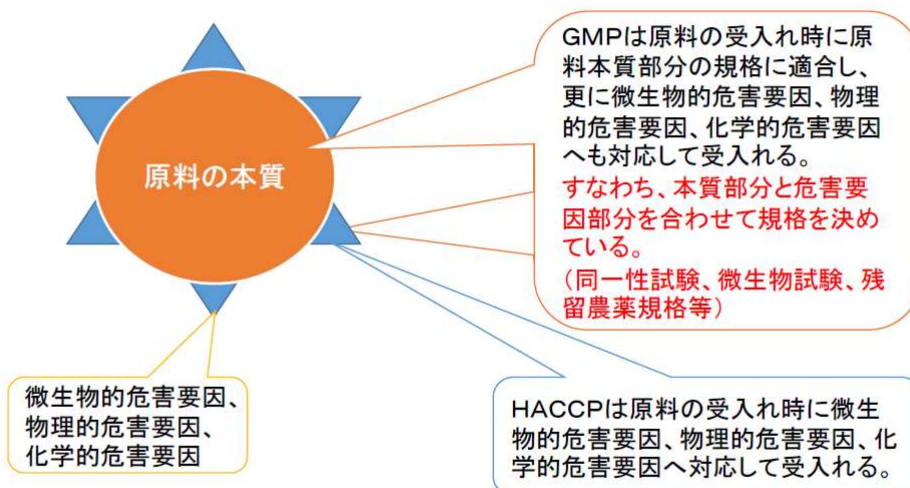 原料の本質
GMPは原料の受入れ時に原
料本質部分の規格に適合し、
更に微生物的危害要因、物理
的危害要因、化学的危害要因
へも対応して受入れる。
すなわち、本質部分と危害要
因部分を合わせて規格を決め
ている。
(同一性試験、微生物試験、残
留農薬規格等)
微生物的危害要因、
物理的危害要因、
化学的危害要因
HACCPは原料の受入れ時に微生
物的危害要因、物理的危害要因、化
学的危害要因へ対応して受入れる。